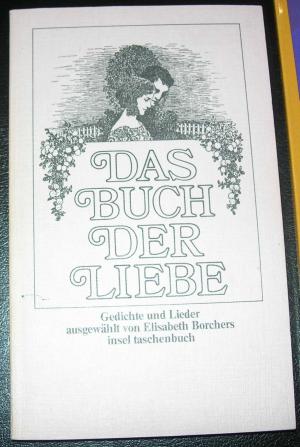 DAS
BUCH
DER
LIEBE
Gedichte und Lieder
ausgewählt von Elisabeth Borchers
insel taschenbuch